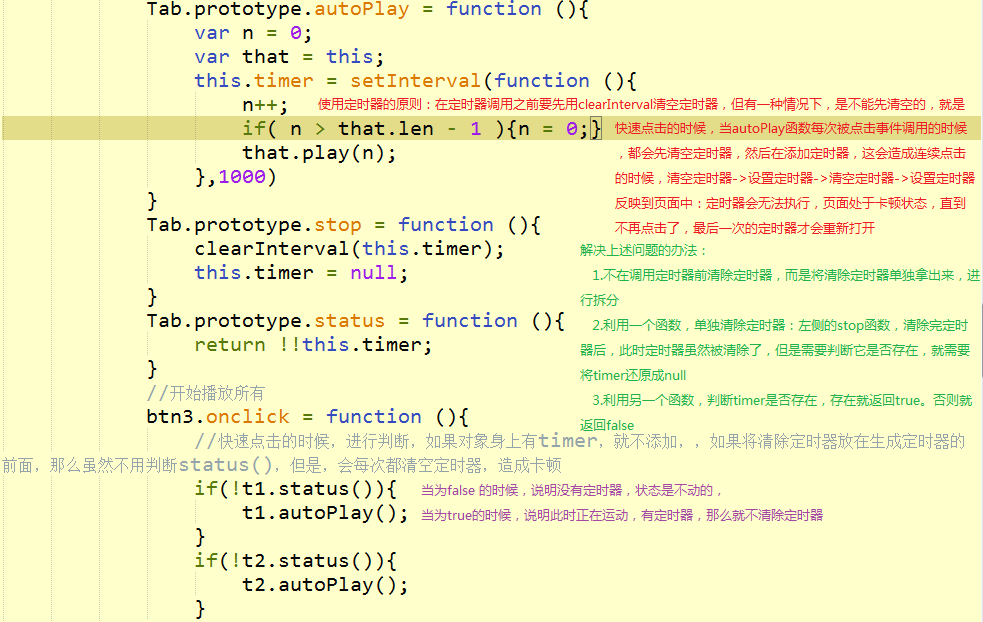 Tab.prototype.autoPlay = function (){
var n = 0;
var that = this;
this.timer = setInterval(function (){
n++; 使用定时器的原则：在定时器调用之前要先用clearInterval清空定时器，但有一种情况下，是不能先清空的，就是
if( n > that.len - 1 ){n = 0;} 快速点击的时候，当autoPlay函数每次被点击事件调用的时候
that.play(n); ，都会先清空定时器，然后在添加定时器，这会造成连续点击
},1000) 的时候，清空定时器->设置定时器->清空定时器->设置定时器
} 反映到页面中：定时器会无法执行，页面处于卡顿状态，直到
Tab.prototype.stop = function (){ 不再点击了，最后一次的定时器才会重新打开
clearInterval(this.timer); 解决上述问题的办法：
this.timer = null; 1.不在调用定时器前清除定时器，而是将清除定时器单独拿出来，进
} 行拆分
Tab.prototype.status = function (){ 2.利用一个函数，单独清除定时器：左侧的stop函数，清除完定时
return !!this.timer; 器后，此时定时器虽然被清除了，但是需要判断它是否存在，就需要
} 将timer还原成null
//开始播放所有 3.利用另一个函数，判断timer是否存在，存在就返回true。否则就
btn3.onclick = function (){ 返回false
//快速点击的时候，进行判断，如果对象身上有timer，就不添加，，如果将清除定时器放在生成定时器的
前面，那么虽然不用判断status()，但是，会每次都清空定时器，造成卡顿
if(!t1.status()){ 当为false 的时候，说明没有定时器，状态是不动的，
t1.autoPlay(); 当为true的时候，说明此时正在运动，有定时器，那么就不清除定时器
}
if(!t2.status()){
t2.autoPlay();
}